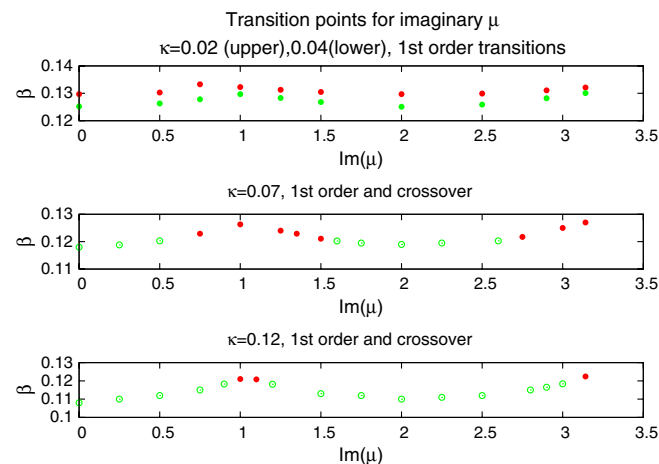 Transition points for imaginary μ
κ=0.02 (upper),0.04(lower), 1st order transitions
0.14
0.13
0.12
β
0 0.5 1 1.5 2 2.5 3 3.5
Im(μ)
κ=0.07, 1st order and crossover
0.13
0.12
0.11
β
0 0.5 1 1.5 2 2.5 3 3.5
Im(μ)
κ=0.12, 1st order and crossover
0.13
0.12
0.11
0.1
β
0 0.5 1 1.5 2 2.5 3 3.5
Im(μ)